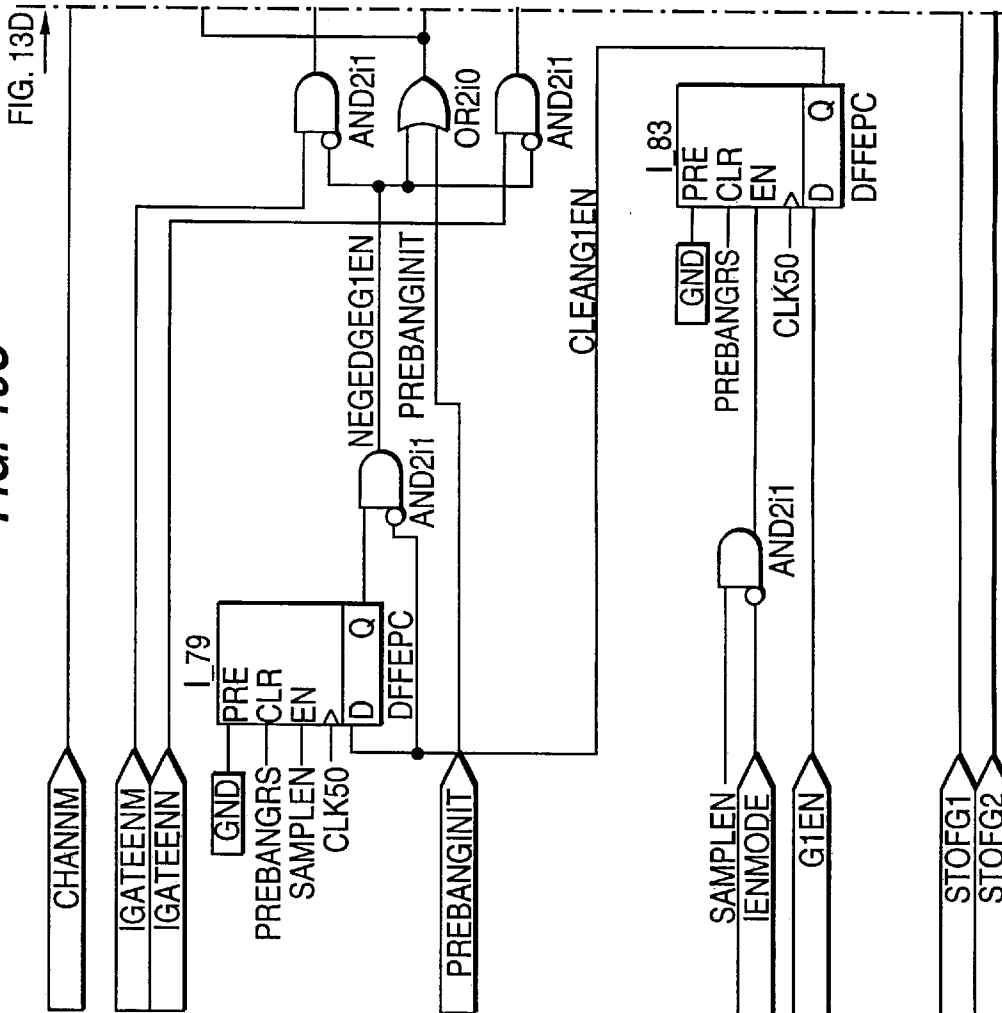 FIG. 13D
CHANNM
IGATEENM
IGATEENN
AND2i1
OR2i0
AND2i1
NEGEDGEG1EN
PREBANGINIT
AND2i1
I_79
GND
PRE
PREBANGRS
CLR
SAMPLEN
EN
CLK50
D
Q
DFFEPC
PREBANGINIT
CLEANG1EN
I_83
GND
PRE
PREBANGRS
CLR
EN
CLK50
D
Q
DFFEPC
SAMPLEN
IENMODE
AND2i1
G1EN
STOFG1
STOFG2